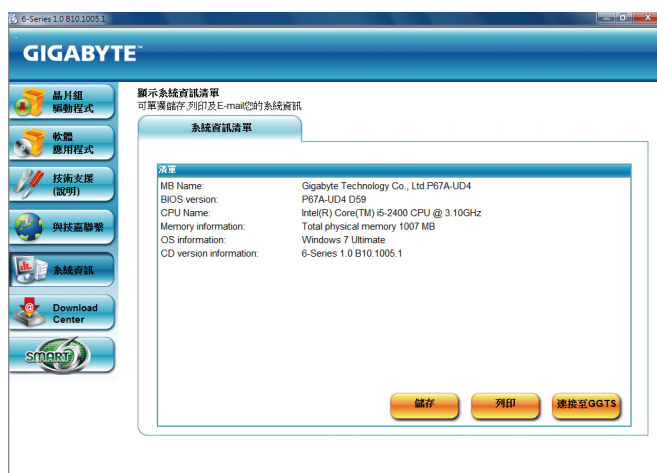 6-Series 1.0 B10.1005.1
GIGABYTE™
晶片組
驅動程式
軟體
應用程式
技術支援
(說明)
與技嘉聯繫
系統資訊
Download
Center
SMART6
顯示系統資訊清單
可單獨儲存,列印及E-mail您的系統資訊
系統資訊清單
清單
MB Name: Gigabyte Technology Co., Ltd.P67A-UD4
BIOS version: P67A-UD4 D59
CPU Name: Intel(R) Core(TM) i5-2400 CPU @ 3.10GHz
Memory information: Total physical memory 1007 MB
OS information: Windows 7 Ultimate
CD version information: 6-Series 1.0 B10.1005.1
儲存 列印 連接至GGTS